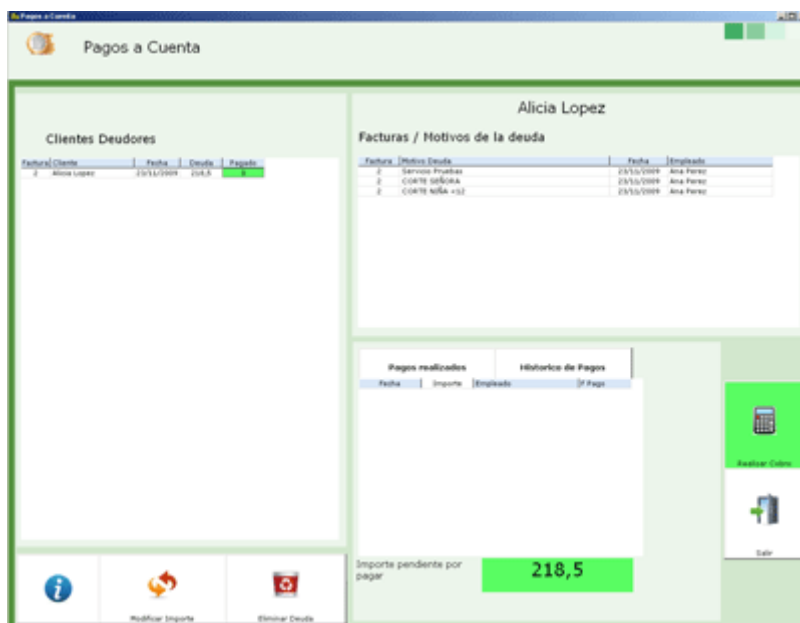 Pagos a Cuenta
Pagos a Cuenta
Alicia Lopez
Clientes Deudores
Facturas / Motivos de la deuda
Factura Cliente Fecha Deuda Pagado
2 Alicia Lopez 23/11/2009 218,5
Factura Motivo Deuda Fecha Empleado
2 Servicio Pruebas 23/11/2009 Ana Perez
2 CORTE SEÑORA 23/11/2009 Ana Perez
2 CORTE NIÑA <12 23/11/2009 Ana Perez
Pagos realizados Historico de Pagos
Fecha Importe Empleado F Pago
Realizar Cobro
Salir
Importe pendiente por
pagar
218,5
Modificar Importe Eliminar Deuda